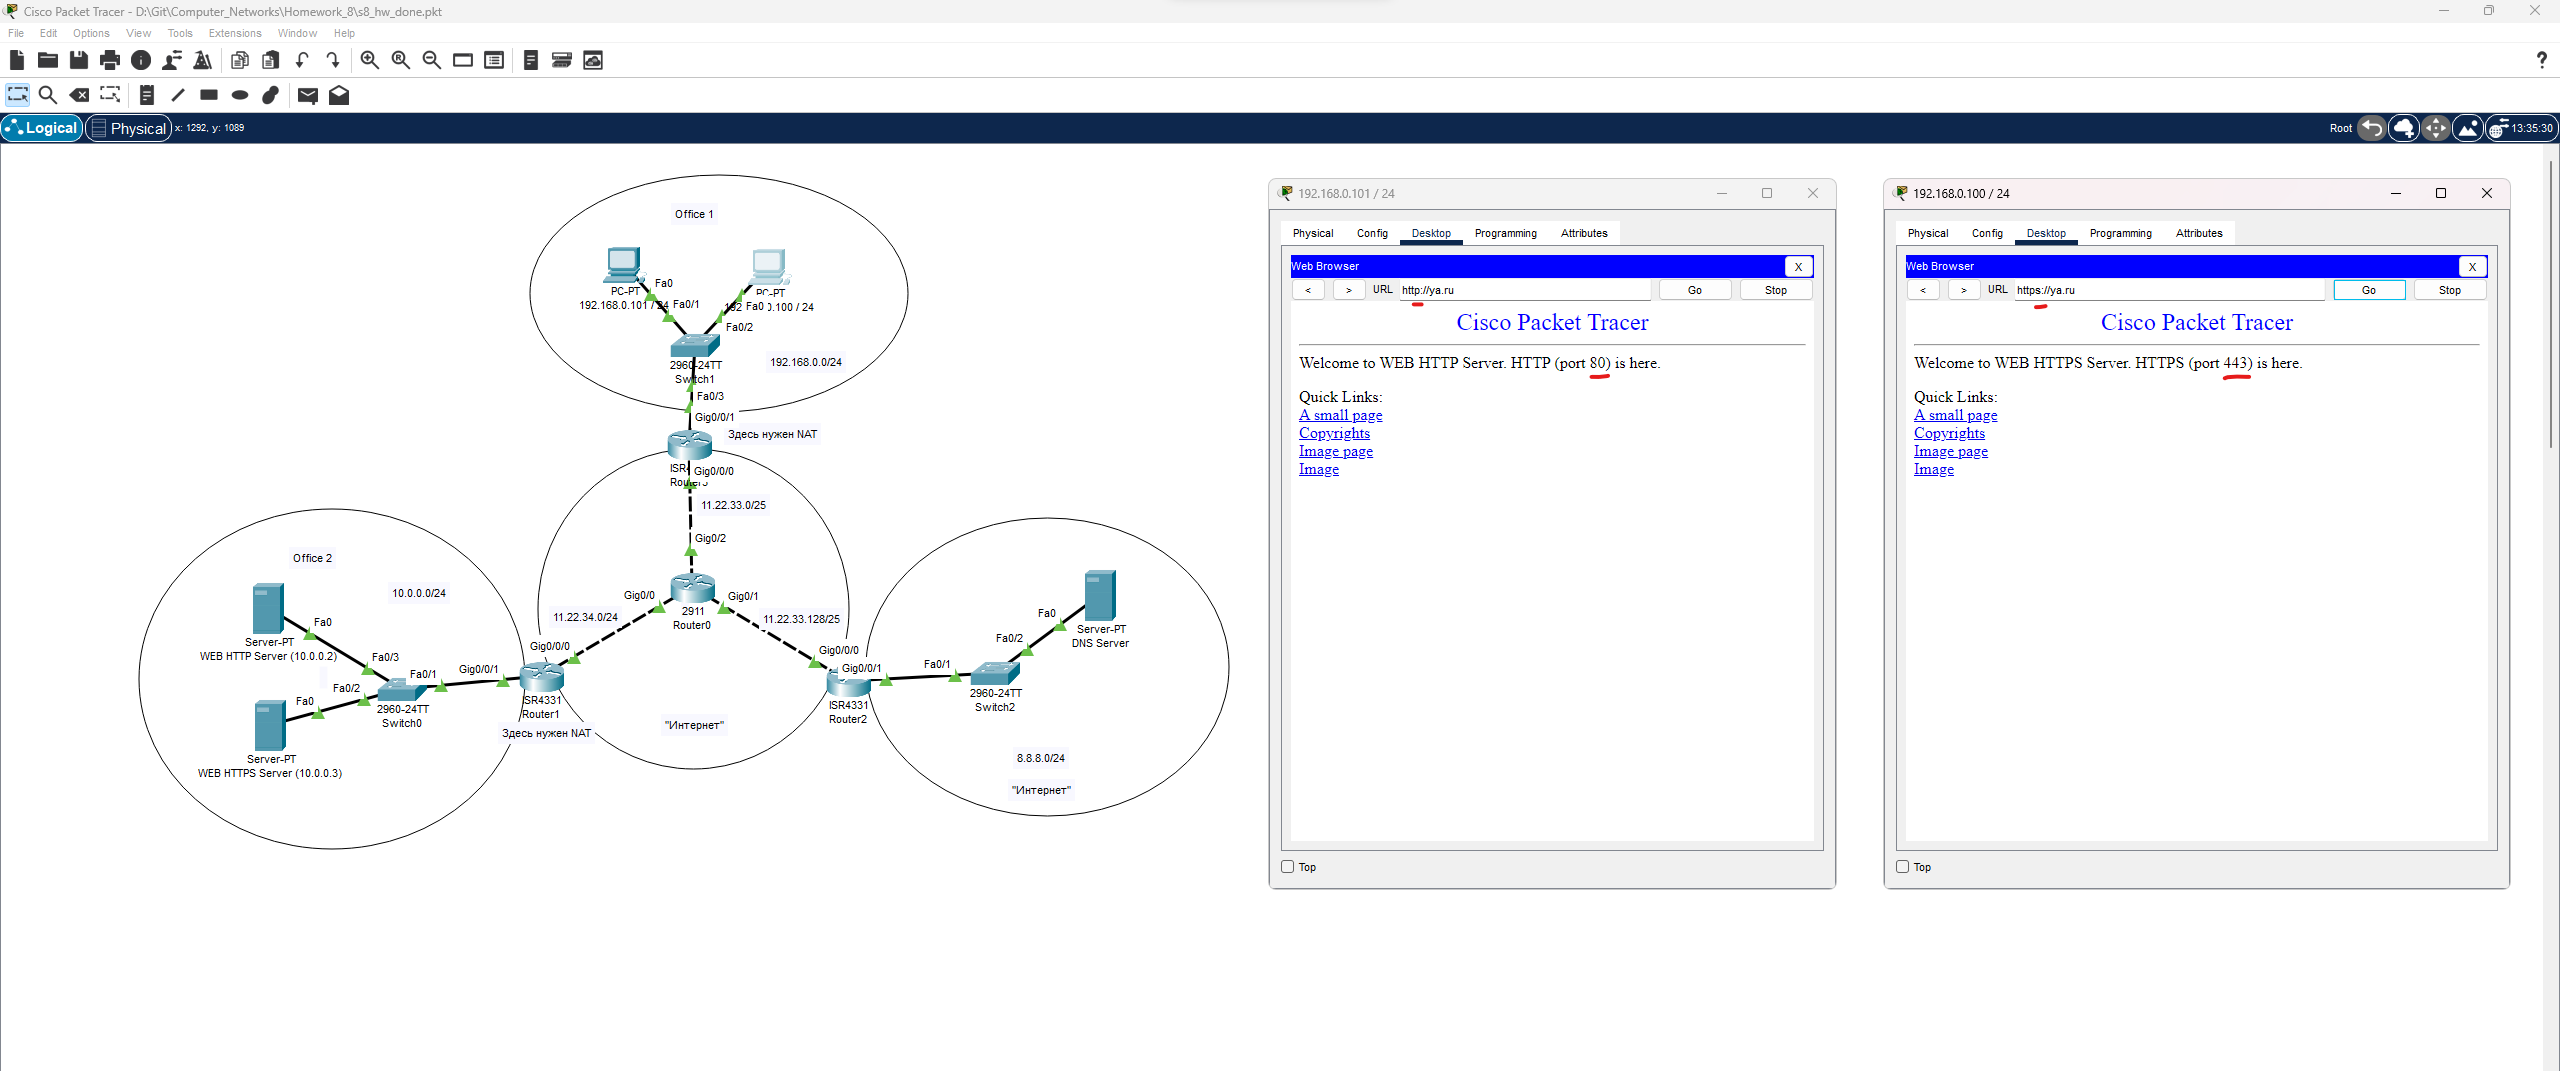 Cisco Packet Tracer - D:\Git\Computer_Networks\Homework_8\s8_hw_done.pkt
File Edit Options View Tools Extensions Window Help
Logical Physical x: 1292, y: 1089 Root 13:35:30
Office 1
PC-PT
192.168.0.101 / 24
Fa0
Fa0/1
PC-PT
192.168.0.100 / 24
Fa0
Fa0/2
2960-24TT
Switch1
192.168.0.0/24
Fa0/3
Gig0/0/1
Здесь нужен NAT
Gig0/0/0
11.22.33.0/25
Gig0/2
Gig0/0
Gig0/1
2911
Router0
11.22.34.0/24
11.22.33.128/25
Office 2
10.0.0.0/24
Fa0
Server-PT
WEB HTTP Server (10.0.0.2)
Fa0/3
Fa0/1
Gig0/0/1
Gig0/0/0
Fa0/2
Fa0
2960-24TT
Switch0
ISR4331
Router1
Здесь нужен NAT
Server-PT
WEB HTTPS Server (10.0.0.3)
"Интернет"
Gig0/0/0
Gig0/0/1
ISR4331
Router2
Fa0/1
Fa0/2
2960-24TT
Switch2
Fa0
Server-PT
DNS Server
8.8.8.0/24
"Интернет"
192.168.0.101 / 24
Physical Config Desktop Programming Attributes
Web Browser X
< > URL http://ya.ru Go Stop
Cisco Packet Tracer
Welcome to WEB HTTP Server. HTTP (port 80) is here.
Quick Links:
A small page
Copyrights
Image page
Image
Top
192.168.0.100 / 24
Physical Config Desktop Programming Attributes
Web Browser X
< > URL https://ya.ru Go Stop
Cisco Packet Tracer
Welcome to WEB HTTPS Server. HTTPS (port 443) is here.
Quick Links:
A small page
Copyrights
Image page
Image
Top